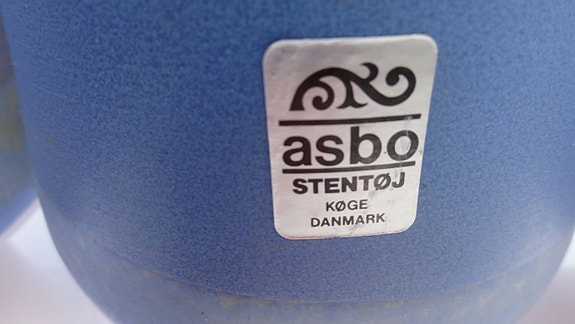 asbo
STENTØJ
KØGE
DANMARK